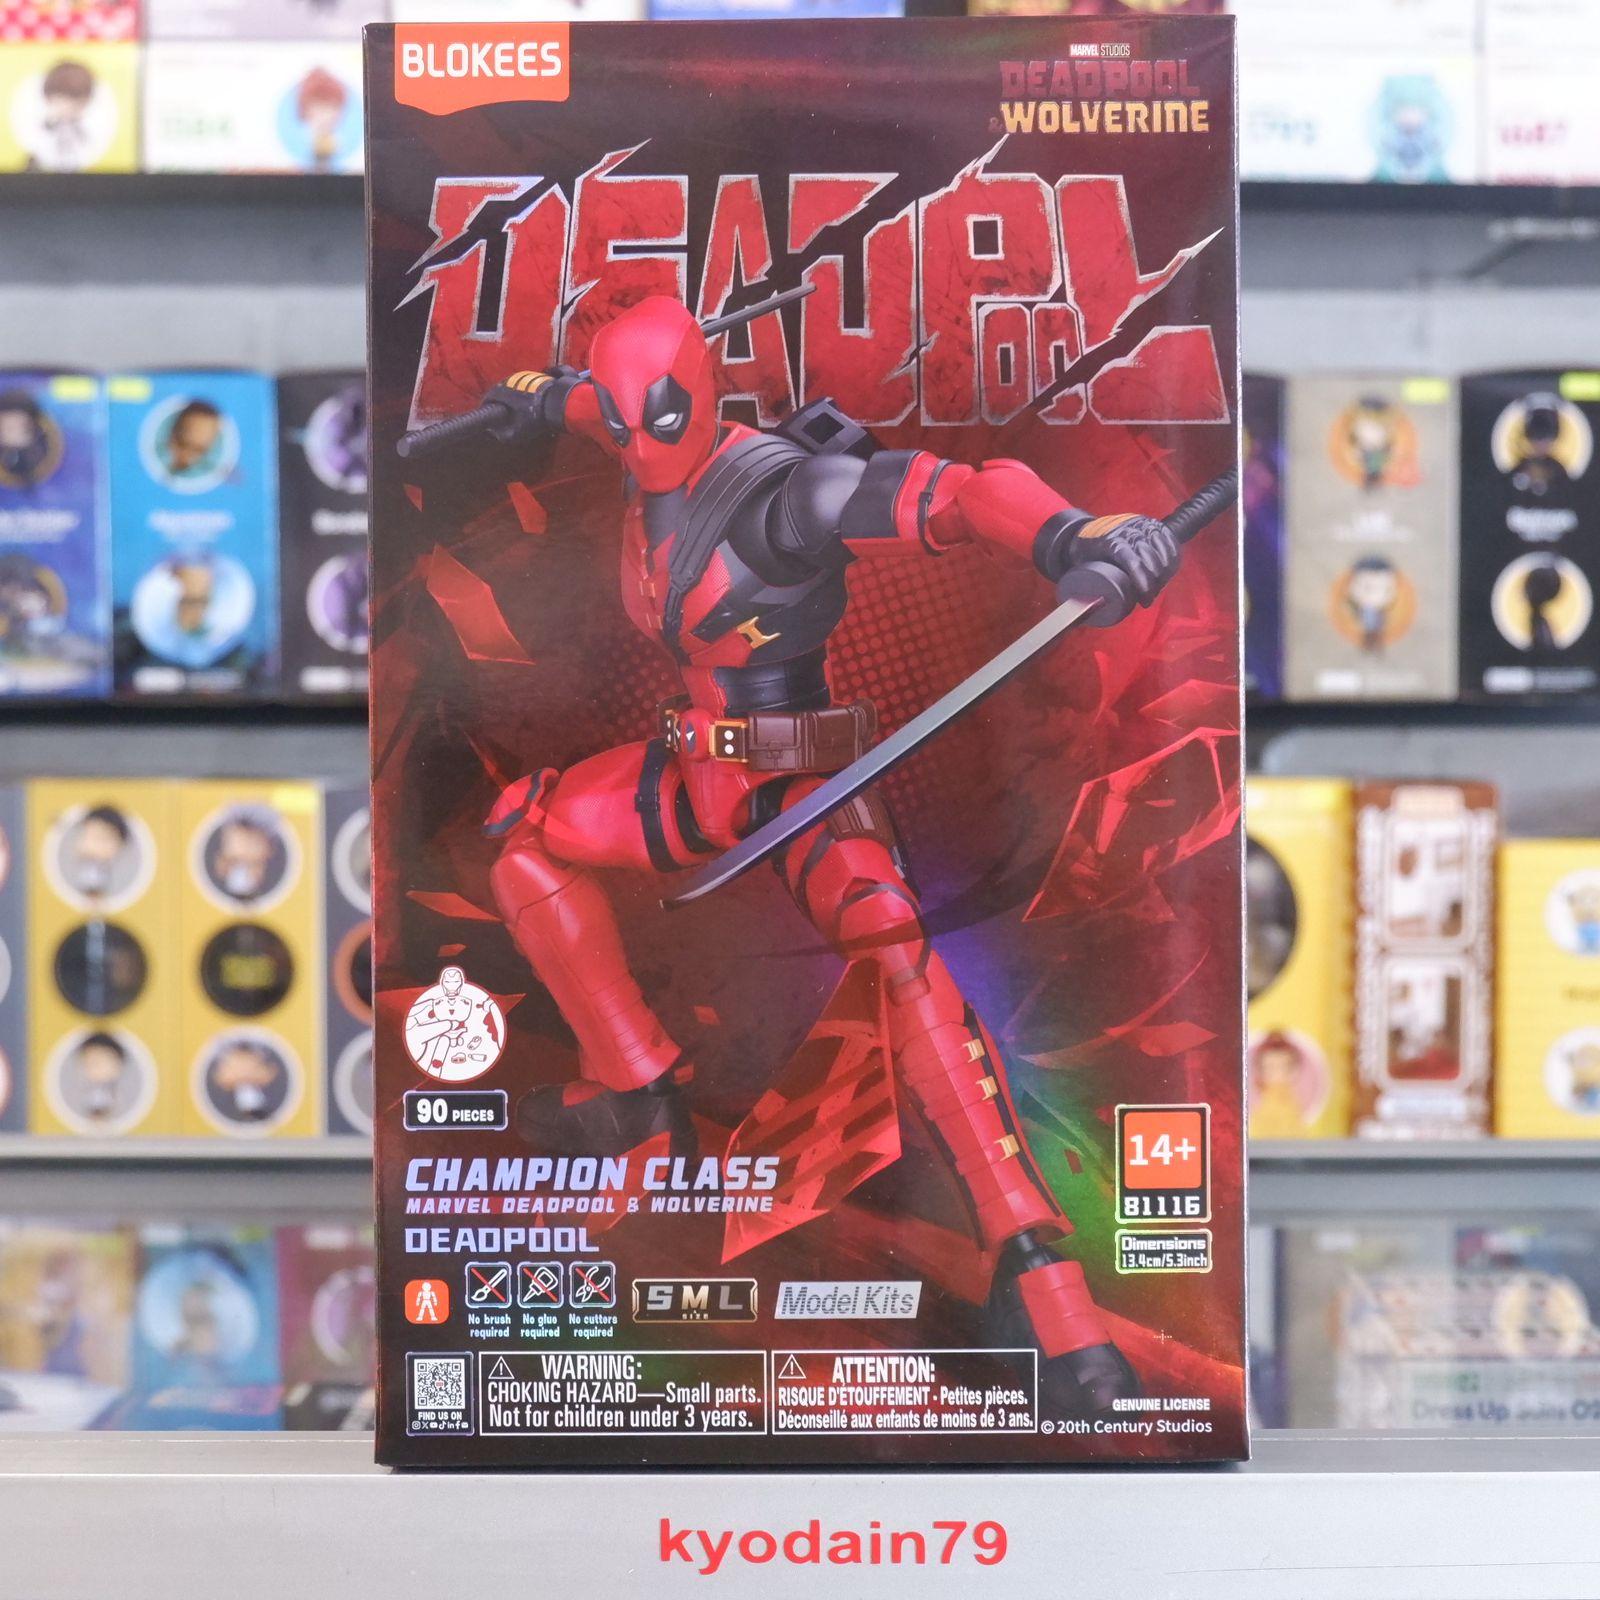 BLOKEES
MARVEL STUDIOS
DEADPOOL
& WOLVERINE
DEADPOOL
90 PIECES
CHAMPION CLASS
MARVEL DEADPOOL & WOLVERINE
DEADPOOL
No brush required
No glue required
No cutters required
S M L
SIZE
Model Kits
14+
81116
Dimensions
13.4cm/5.3inch
FIND US ON
WARNING:
CHOKING HAZARD—Small parts.
Not for children under 3 years.
ATTENTION:
RISQUE D'ÉTOUFFEMENT - Petites pièces.
Déconseillé aux enfants de moins de 3 ans.
GENUINE LICENSE
© 20th Century Studios
kyodain79